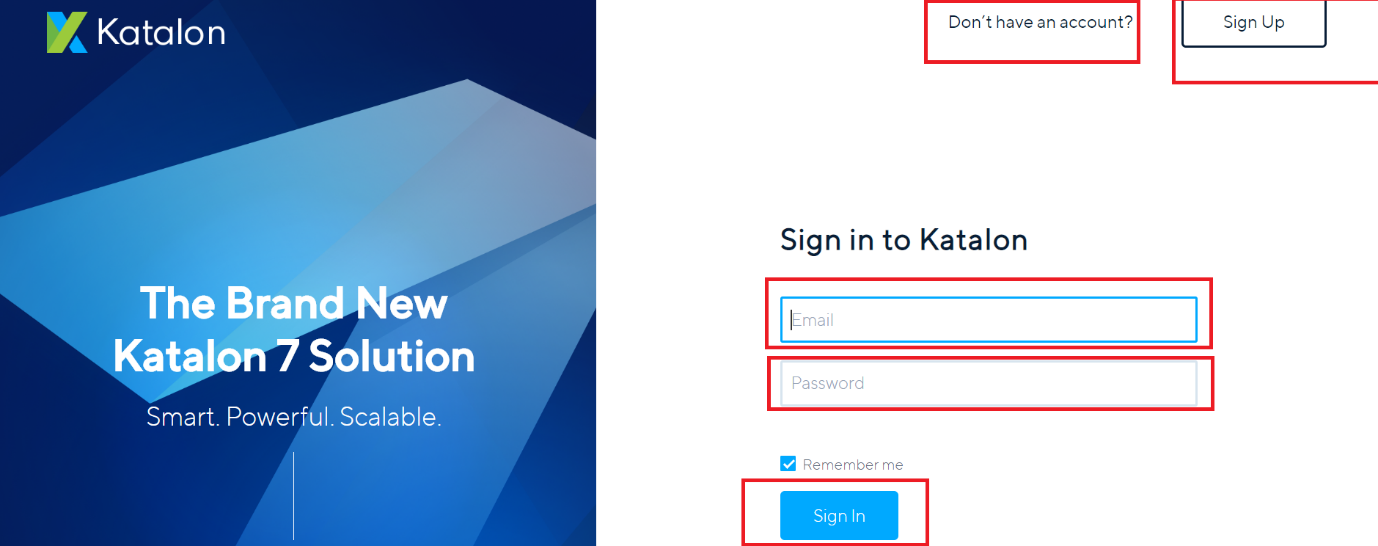 Katalon
The Brand New
Katalon 7 Solution
Smart. Powerful. Scalable.
Don't have an account?
Sign Up
Sign in to Katalon
Email
Password
Remember me
Sign In